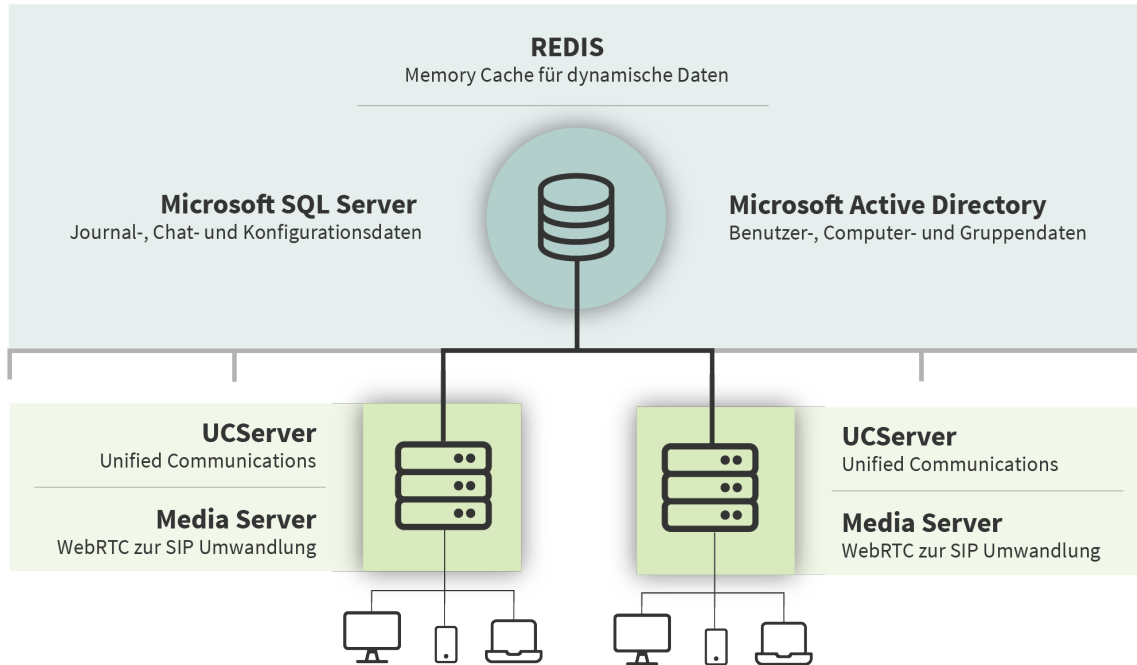 REDIS
Memory Cache für dynamische Daten
Microsoft SQL Server
Journal-, Chat- und Konfigurationsdaten
Microsoft Active Directory
Benutzer-, Computer- und Gruppendaten
UCServer
Unified Communications
Media Server
WebRTC zur SIP Umwandlung
UCServer
Unified Communications
Media Server
WebRTC zur SIP Umwandlung